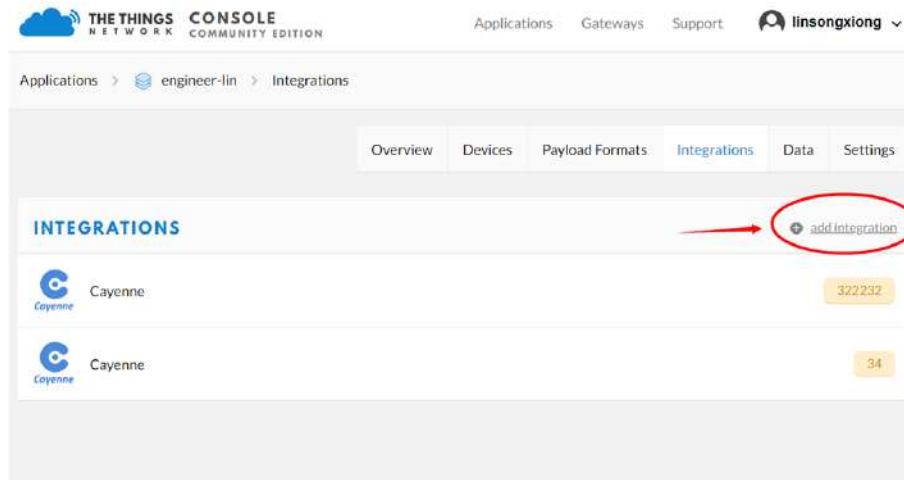 THE THINGS NETWORK CONSOLE COMMUNITY EDITION Applications Gateways Support linsongxiong
Applications > engineer-lin > Integrations
Overview Devices Payload Formats Integrations Data Settings
INTEGRATIONS add integration
Cayenne Cayenne 322232
Cayenne Cayenne 34